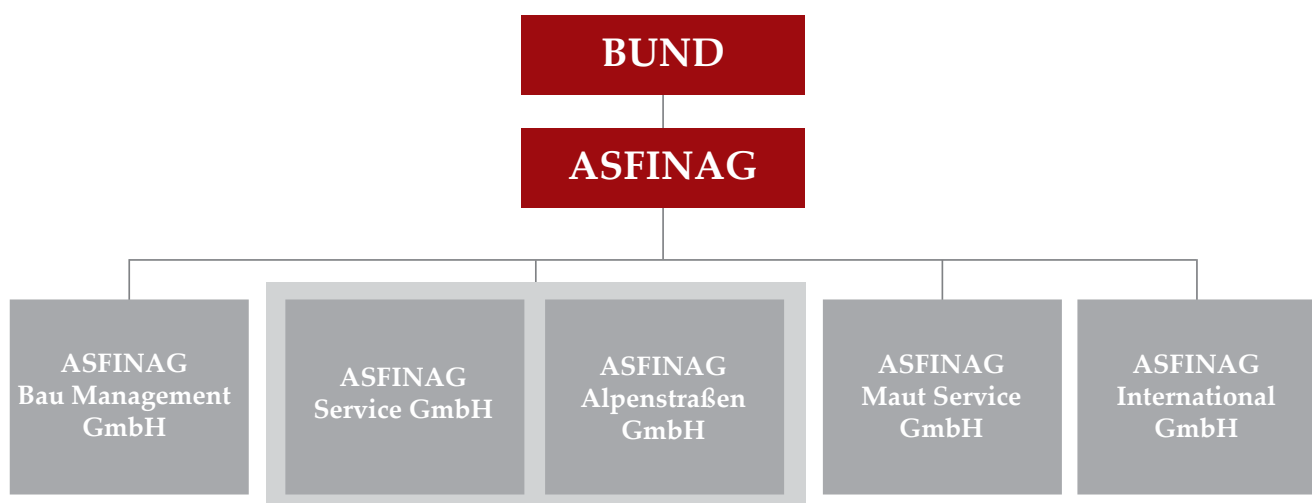 BUND
ASFINAG
ASFINAG
Bau Management
GmbH
ASFINAG
Service GmbH
ASFINAG
Alpenstraßen
GmbH
ASFINAG
Maut Service
GmbH
ASFINAG
International
GmbH